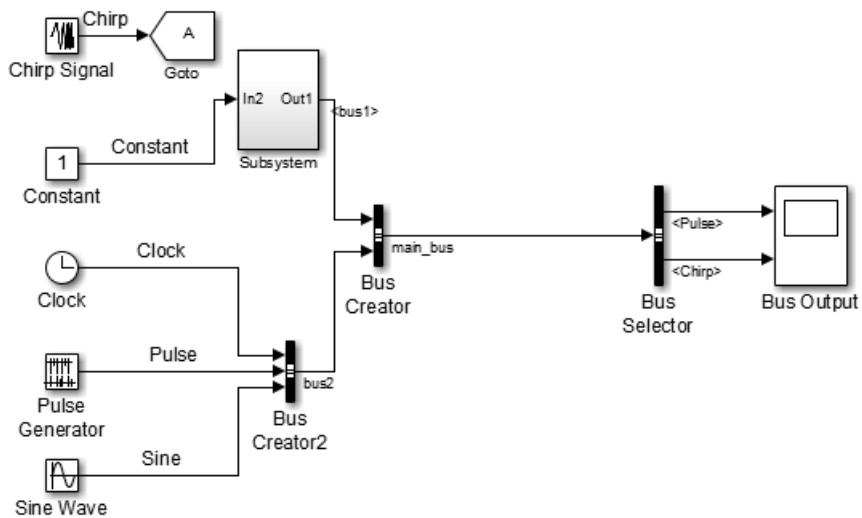 Chirp
A
Chirp Signal
Goto
In2
Out1
<bus1>
Subsystem
Constant
1
Constant
Clock
Clock
main_bus
Bus
Creator
<Pulse>
<Chirp>
Bus
Selector
Bus Output
Pulse
bus2
Pulse
Generator
Bus
Creator2
Sine
Sine Wave